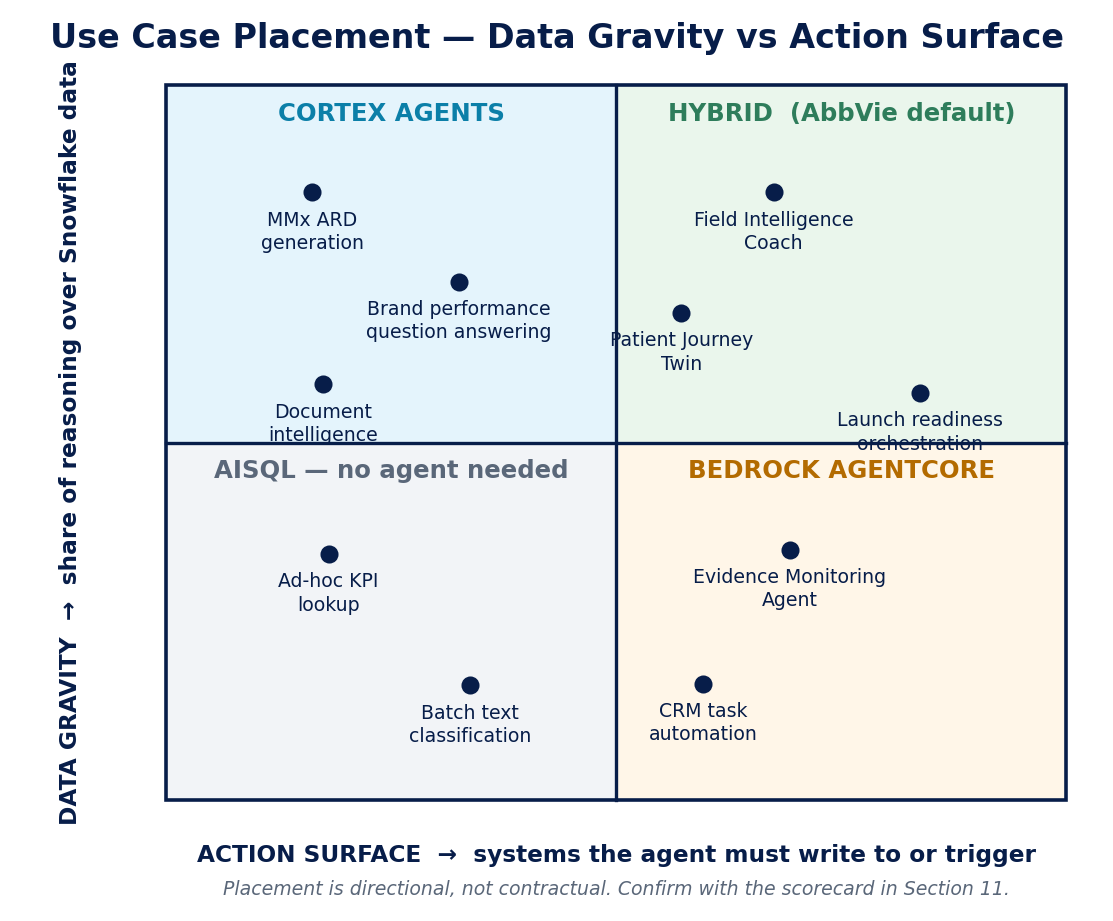 Use Case Placement — Data Gravity vs Action Surface
DATA GRAVITY → share of reasoning over Snowflake data
CORTEX AGENTS
MMx ARD
generation
Brand performance
question answering
Document
intelligence
HYBRID (AbbVie default)
Field Intelligence
Coach
Patient Journey
Twin
Launch readiness
orchestration
AISQL — no agent needed
Ad-hoc KPI
lookup
Batch text
classification
BEDROCK AGENTCORE
Evidence Monitoring
Agent
CRM task
automation
ACTION SURFACE → systems the agent must write to or trigger
Placement is directional, not contractual. Confirm with the scorecard in Section 11.